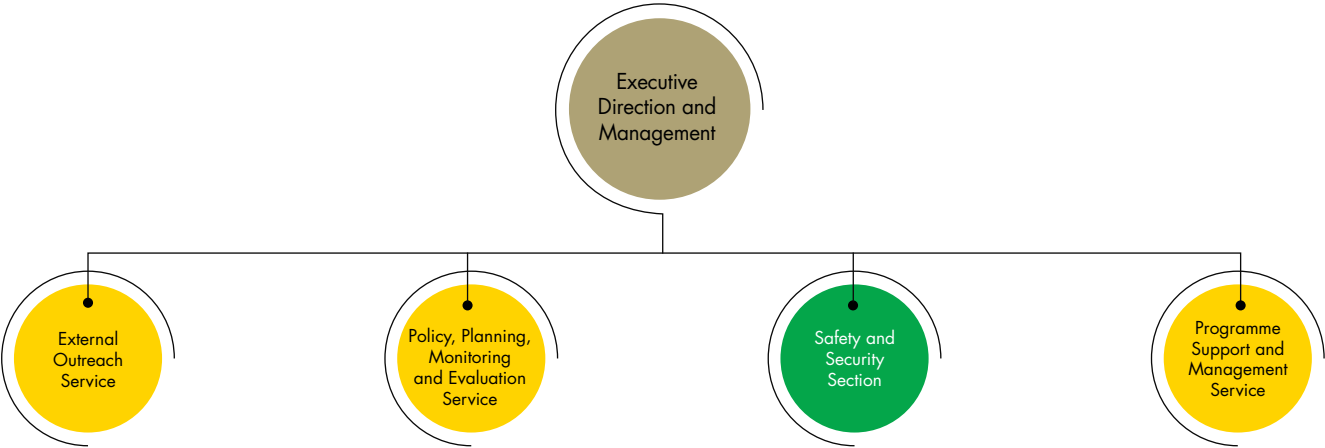 Executive
Direction and
Management
External
Outreach
Service
Policy, Planning,
Monitoring
and Evaluation
Service
Safety and
Security
Section
Programme
Support and
Management
Service